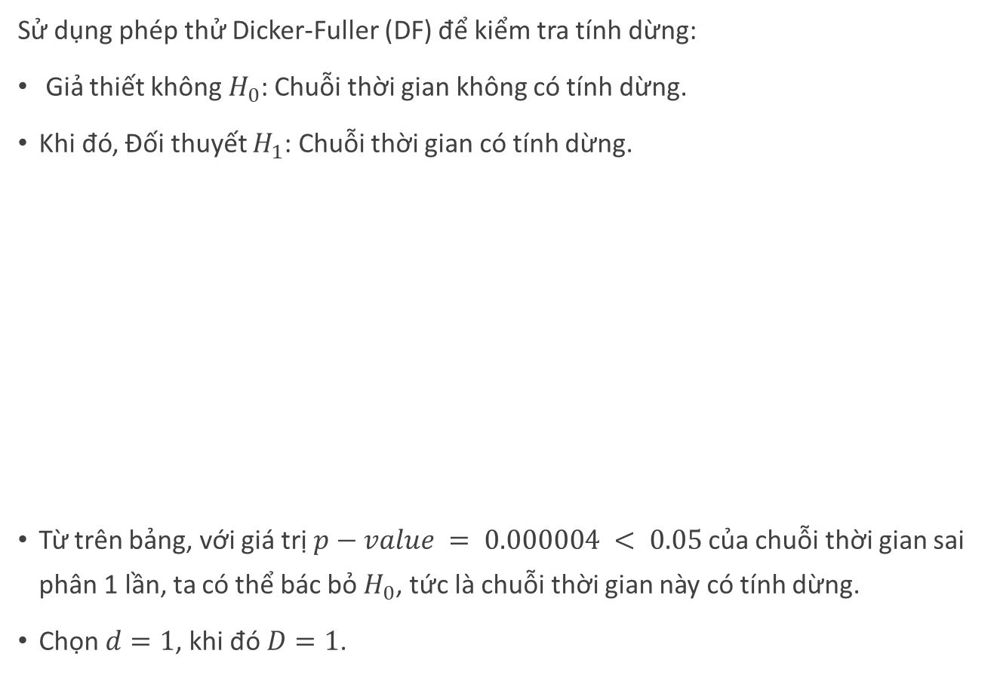 Sử dụng phép thử Dicker-Fuller (DF) để kiểm tra tính dừng:
• Giả thiết không H₀: Chuỗi thời gian không có tính dừng.
• Khi đó, Đối thuyết H₁: Chuỗi thời gian có tính dừng.
• Từ trên bảng, với giá trị p − value = 0.000004 < 0.05 của chuỗi thời gian sai
phân 1 lần, ta có thể bác bỏ H₀, tức là chuỗi thời gian này có tính dừng.
• Chọn d = 1, khi đó D = 1.